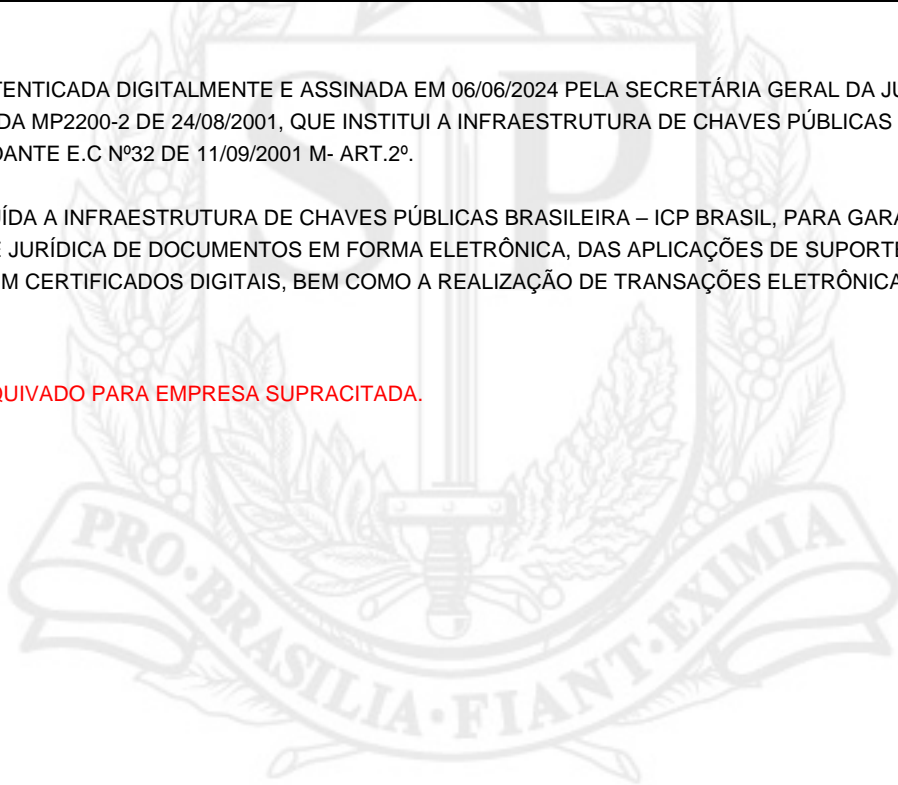 TENTICADA DIGITALMENTE E ASSINADA EM 06/06/2024 PELA SECRETÁRIA GERAL DA JU
DA MP2200-2 DE 24/08/2001, QUE INSTITUI A INFRAESTRUTURA DE CHAVES PÚBLICAS
DANTE E.C Nº32 DE 11/09/2001 M- ART.2º.
UÍDA A INFRAESTRUTURA DE CHAVES PÚBLICAS BRASILEIRA – ICP BRASIL, PARA GARA
E JURÍDICA DE DOCUMENTOS EM FORMA ELETRÔNICA, DAS APLICAÇÕES DE SUPORTE
M CERTIFICADOS DIGITAIS, BEM COMO A REALIZAÇÃO DE TRANSAÇÕES ELETRÔNICA
QUIVADO PARA EMPRESA SUPRACITADA.
SP
PRO·BRASILIA·FIANT·EXIMIA